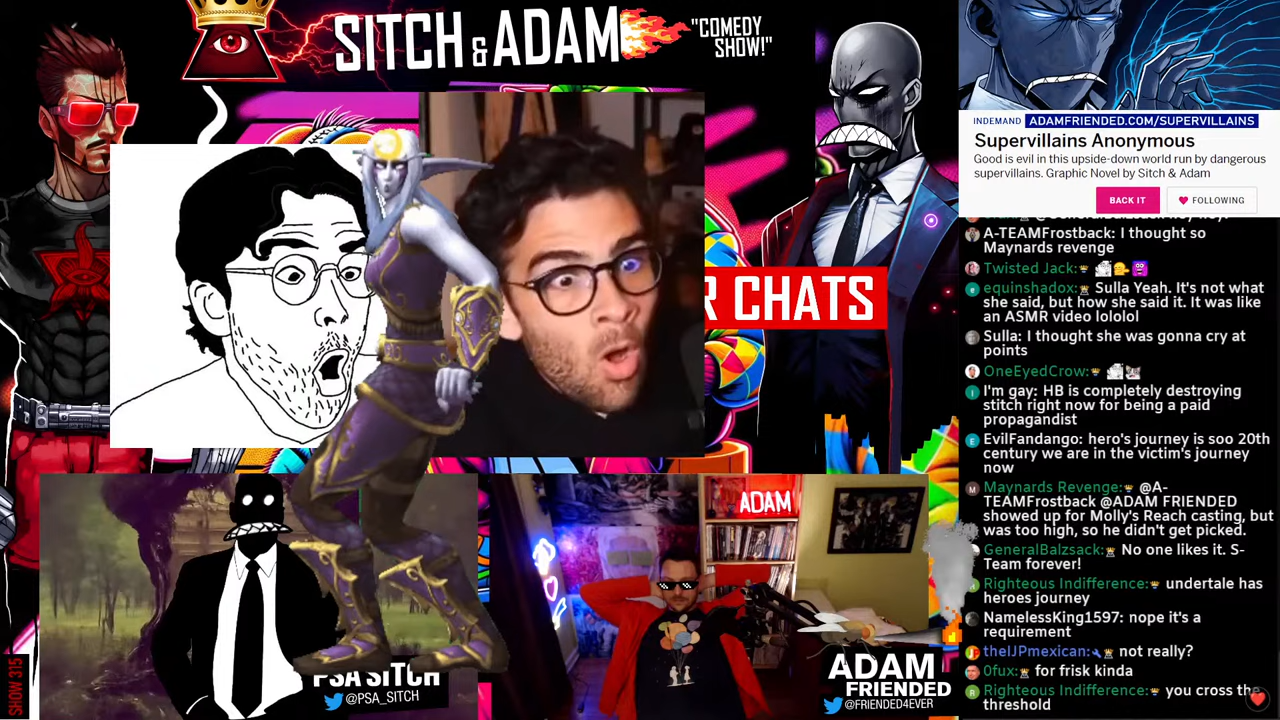 SITCH & ADAM
"COMEDY
SHOW!"
INDEMAND ADAMFRIENDED.COM/SUPERVILLAINS
Supervillains Anonymous
Good is evil in this upside-down world run by dangerous
supervillains. Graphic Novel by Sitch & Adam
BACK IT
FOLLOWING
R CHATS
A-TEAMFrostback: I thought so
Maynards revenge
Twisted Jack:
equinshadox: Sulla Yeah. It's not what
she said, but how she said it. It was like
an ASMR video lololol
Sulla: I thought she was gonna cry at
points
OneEyedCrow:
I'm gay: HB is completely destroying
stitch right now for being a paid
propagandist
EvilFandango: hero's journey is soo 20th
century we are in the victim's journey
now
Maynards Revenge: @A-
TEAMFrostback @ADAM FRIENDED
showed up for Molly's Reach casting, but
was too high, so he didn't get picked.
GeneralBalzsack: No one likes it. S-
Team forever!
Righteous Indifference: undertale has
heroes journey
NamelessKing1597: nope it's a
requirement
theIJPmexican: not really?
0fux: for frisk kinda
Righteous Indifference: you cross the
threshold
ADAM
SHOW 315
PSA SITCH
@PSA_SITCH
ADAM
FRIENDED
@FRIENDED4EVER